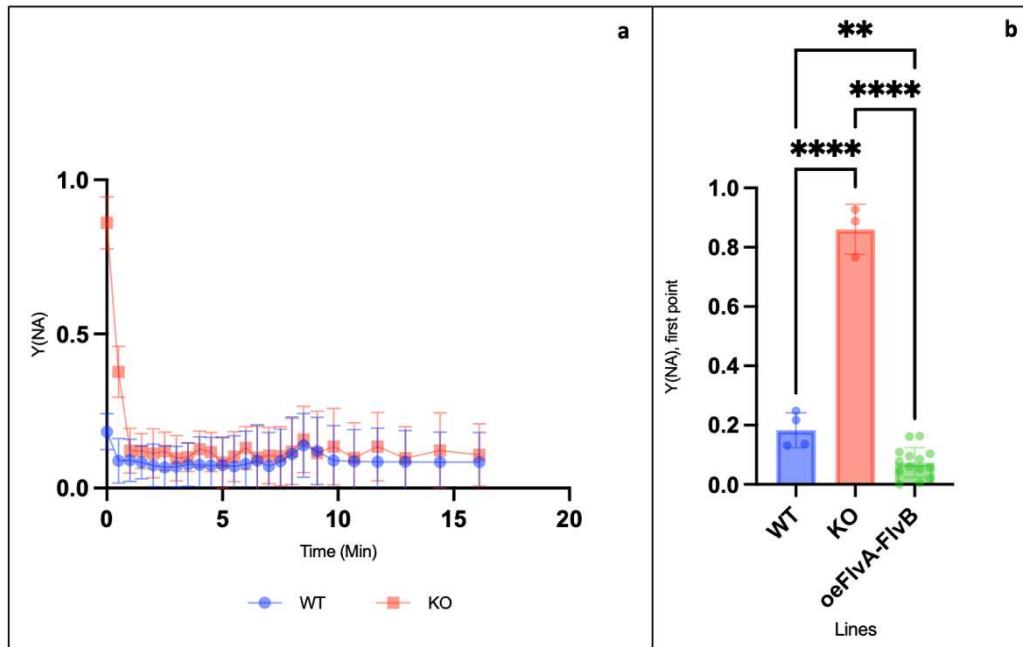 a
1.0
0.5
0.0
Y(NA)
0 5 10 15 20
Time (Min)
WT KO
b
**
****
****
1.0
0.8
0.6
0.4
0.2
0.0
Y(NA), first point
WT KO oeFlvA-FlvB
Lines